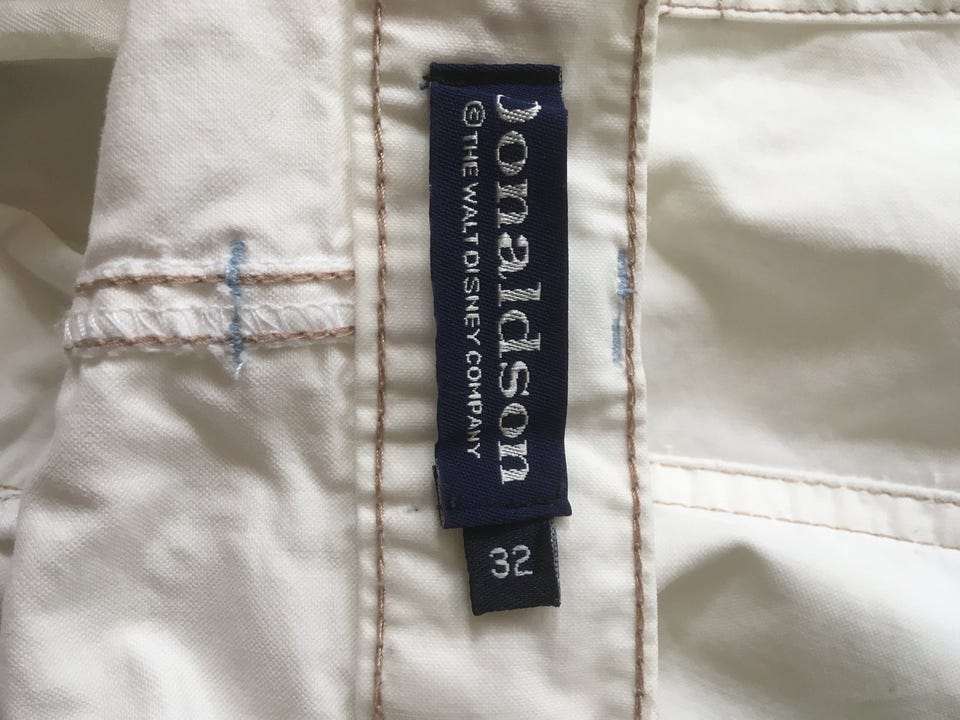 Donaldson
© THE WALT DISNEY COMPANY
32